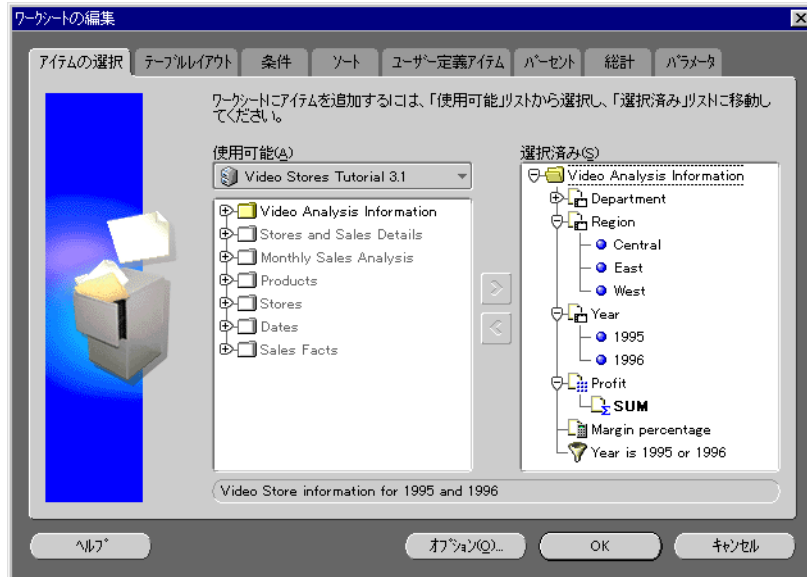 ワークシートの編集
アイテムの選択 テーブルレイアウト 条件 ソート ユーザー定義アイテム パーセント 総計 パラメータ
ワークシートにアイテムを追加するには、「使用可能」リストから選択し、「選択済み」リストに移動し
てください。
使用可能(A)
Video Stores Tutorial 3.1
Video Analysis Information
Stores and Sales Details
Monthly Sales Analysis
Products
Stores
Dates
Sales Facts
選択済み(S)
Video Analysis Information
Department
Region
Central
East
West
Year
1995
1996
Profit
SUM
Margin percentage
Year is 1995 or 1996
Video Store information for 1995 and 1996
ヘルプ オプション(O)... OK キャンセル